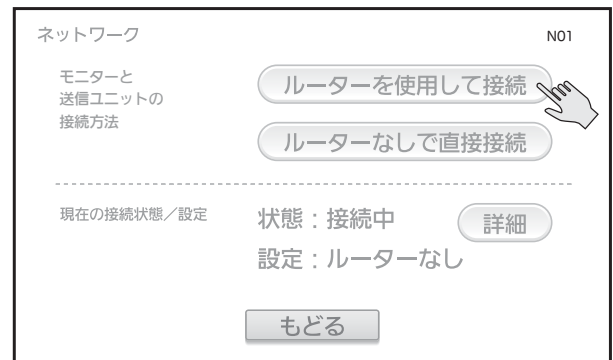 ネットワーク
N01
モニターと
送信ユニットの
接続方法
ルーターを使用して接続
ルーターなしで直接接続
現在の接続状態／設定
状態：接続中
詳細
設定：ルーターなし
もどる